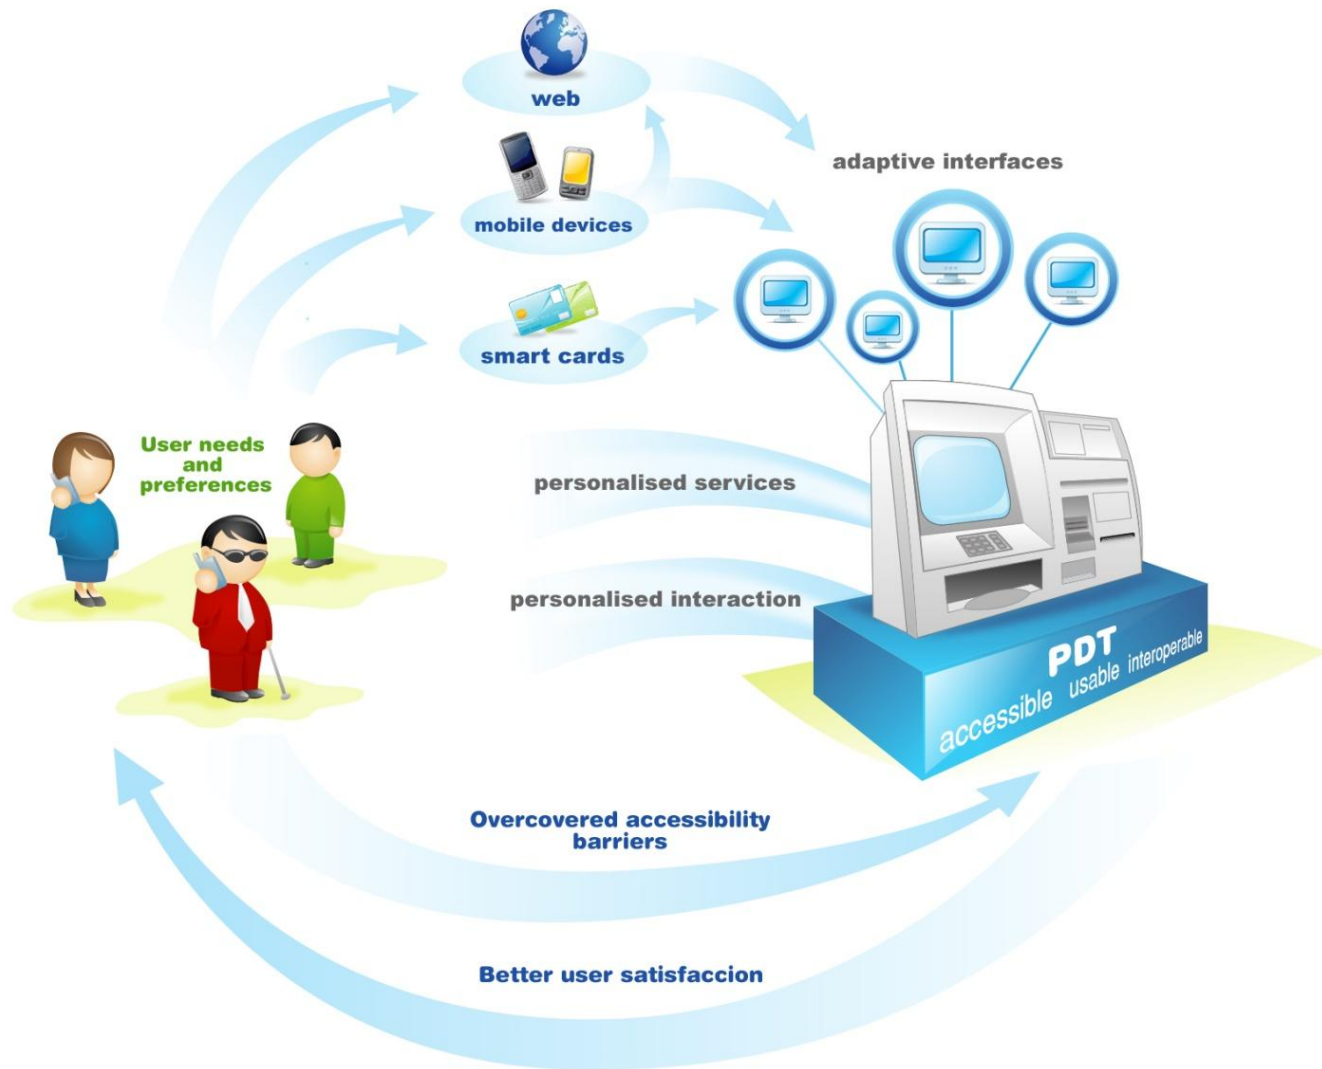 web
mobile devices
smart cards
adaptive interfaces
User needs
and
preferences
personalised services
personalised interaction
PDT
accessible usable interoperable
Overcovered accessibility
barriers
Better user satisfaccion